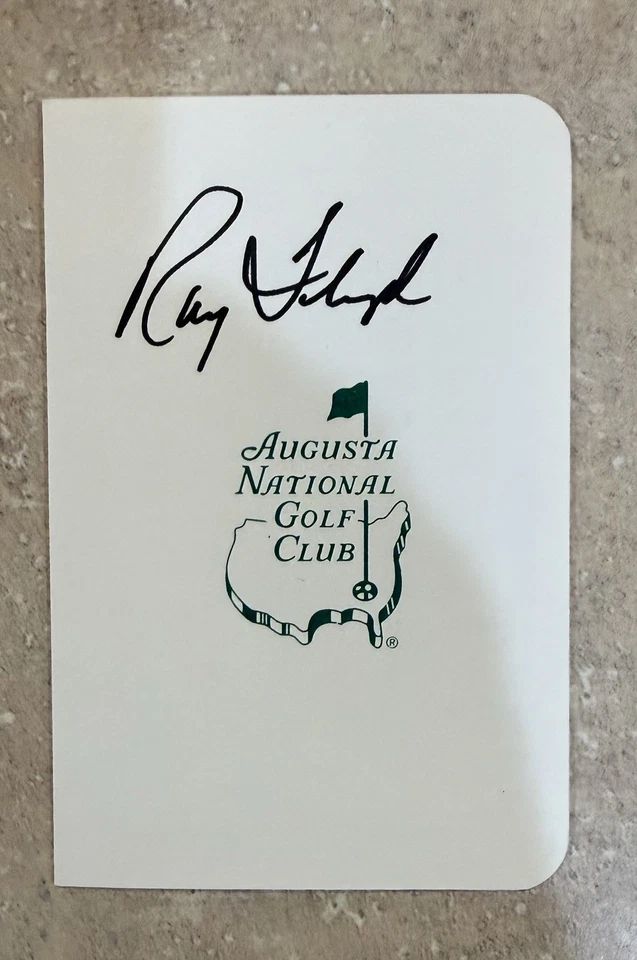 Ray Floyd
AUGUSTA
NATIONAL
GOLF
CLUB
®